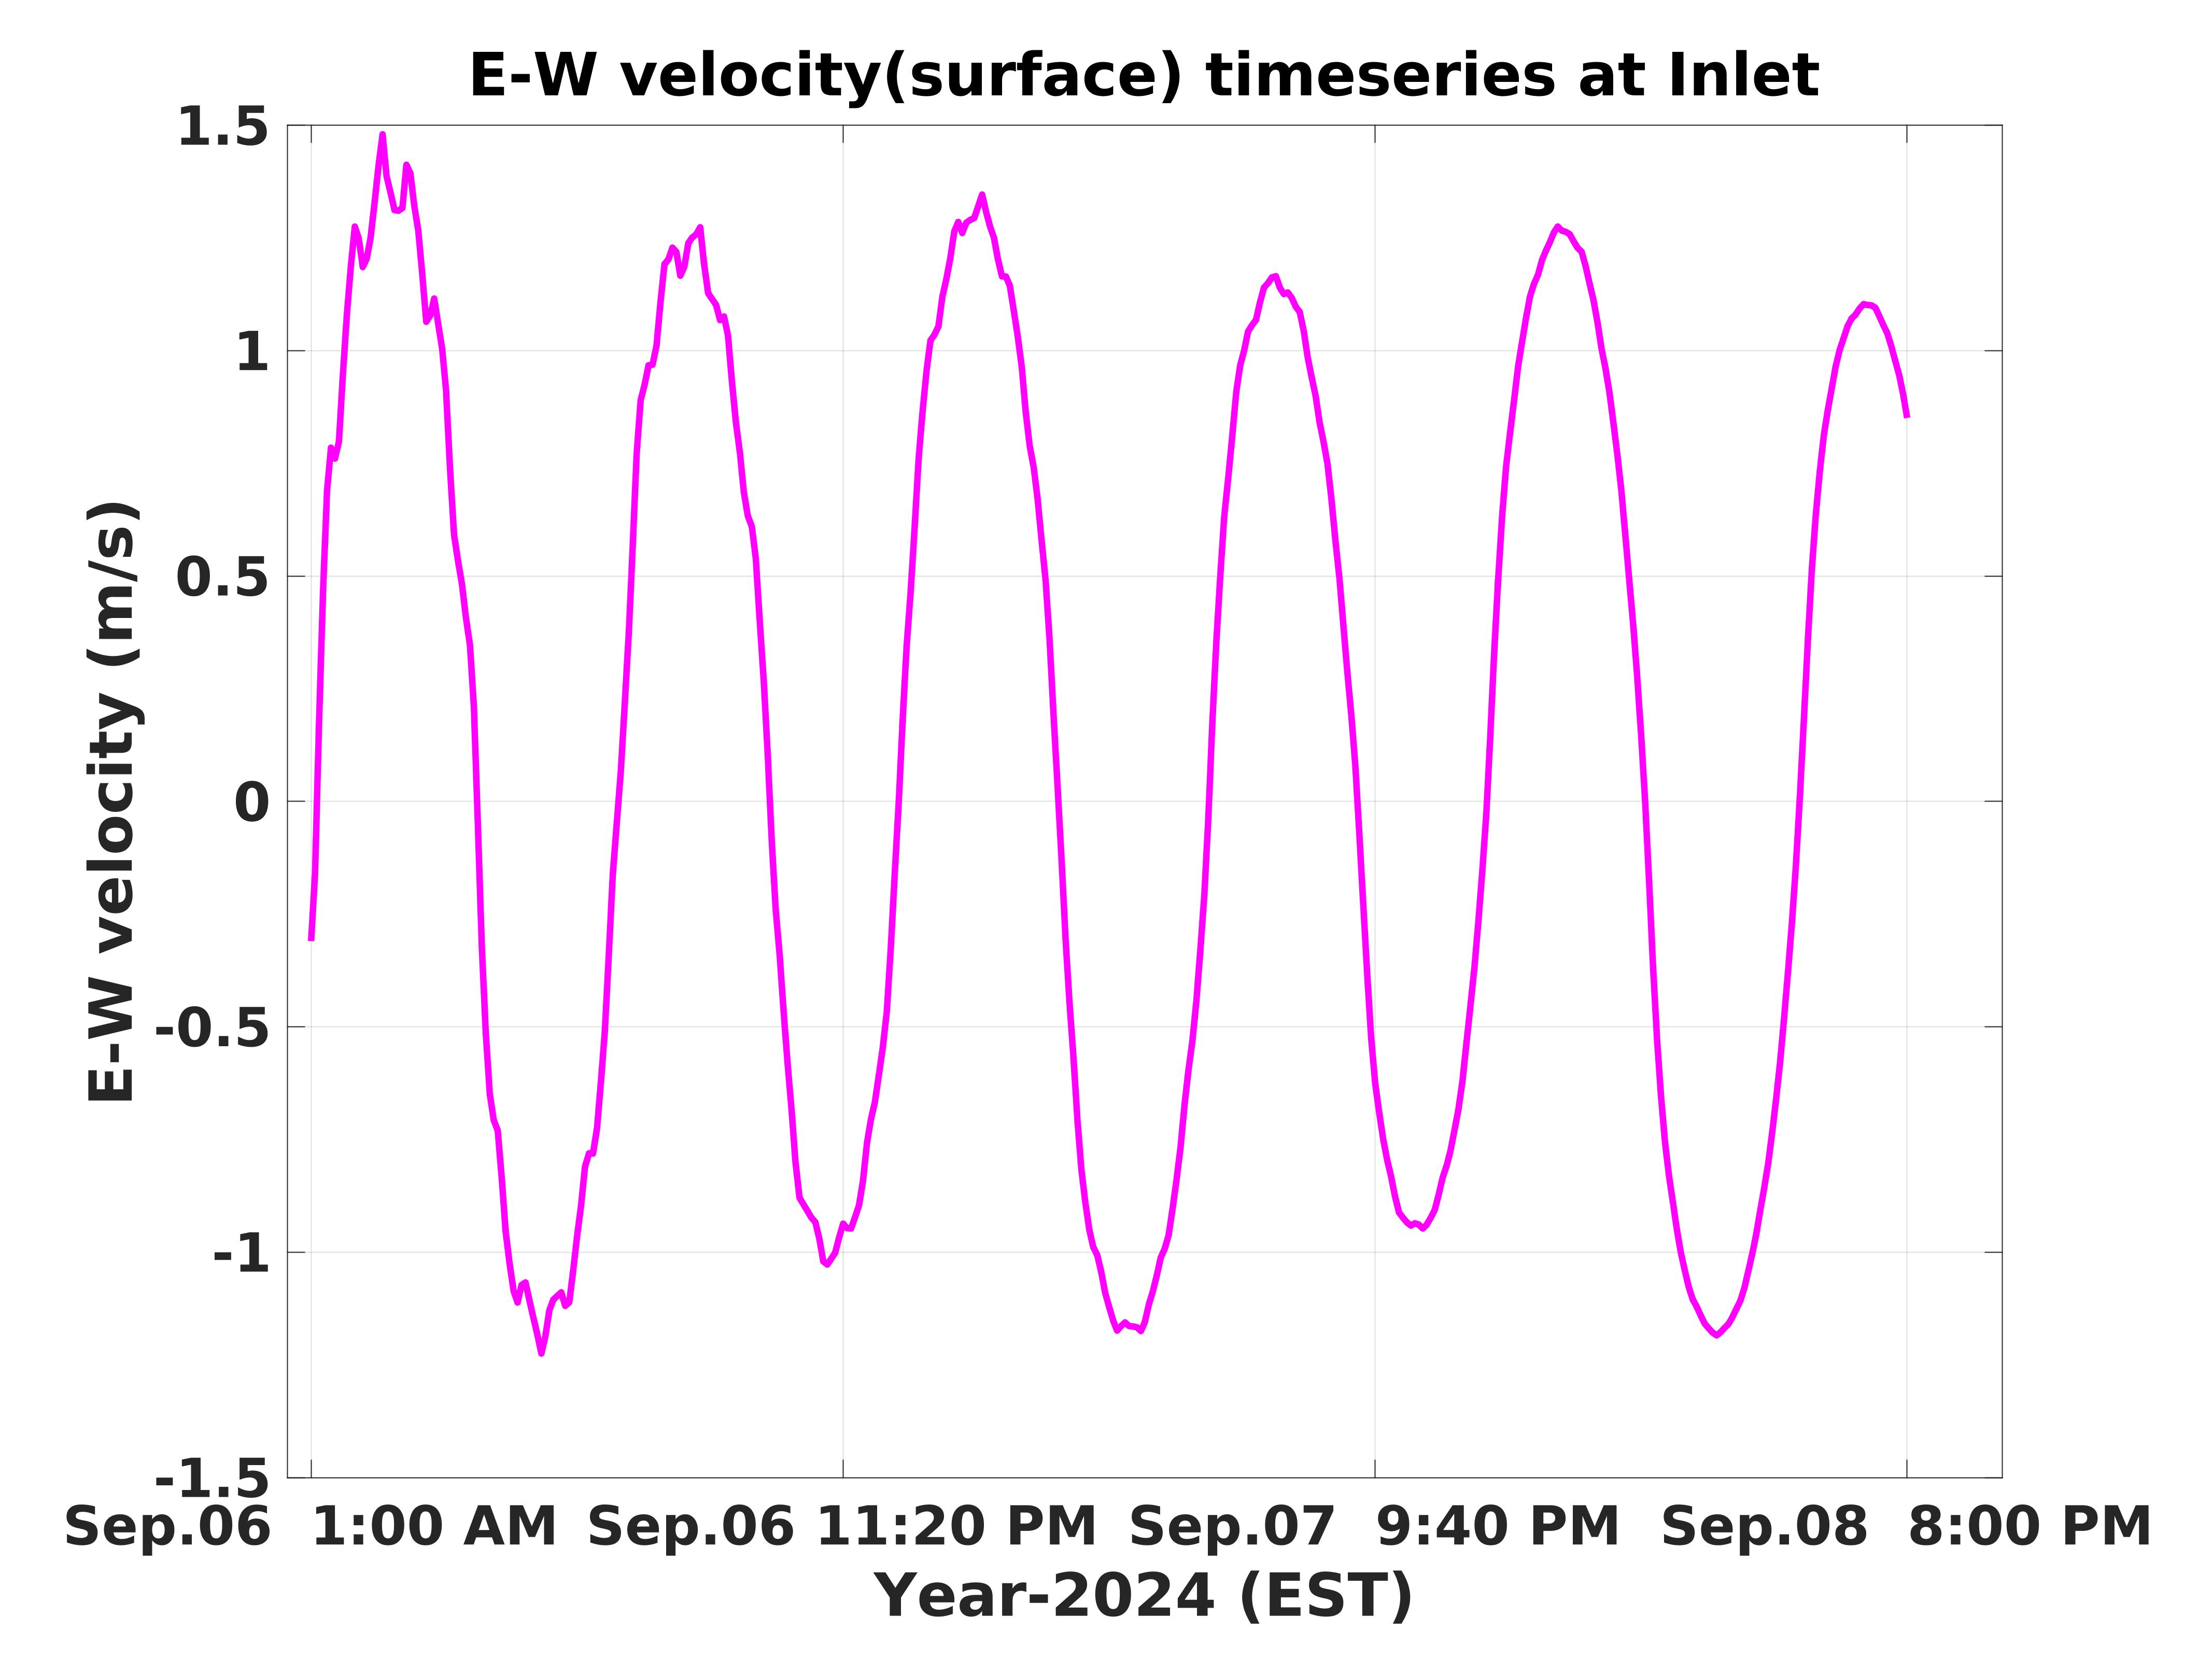 E-W velocity(surface) timeseries at Inlet
E-W velocity (m/s)
1.5
1
0.5
0
-0.5
-1
-1.5
Sep.06 1:00 AM Sep.06 11:20 PM Sep.07 9:40 PM Sep.08 8:00 PM
Year-2024 (EST)